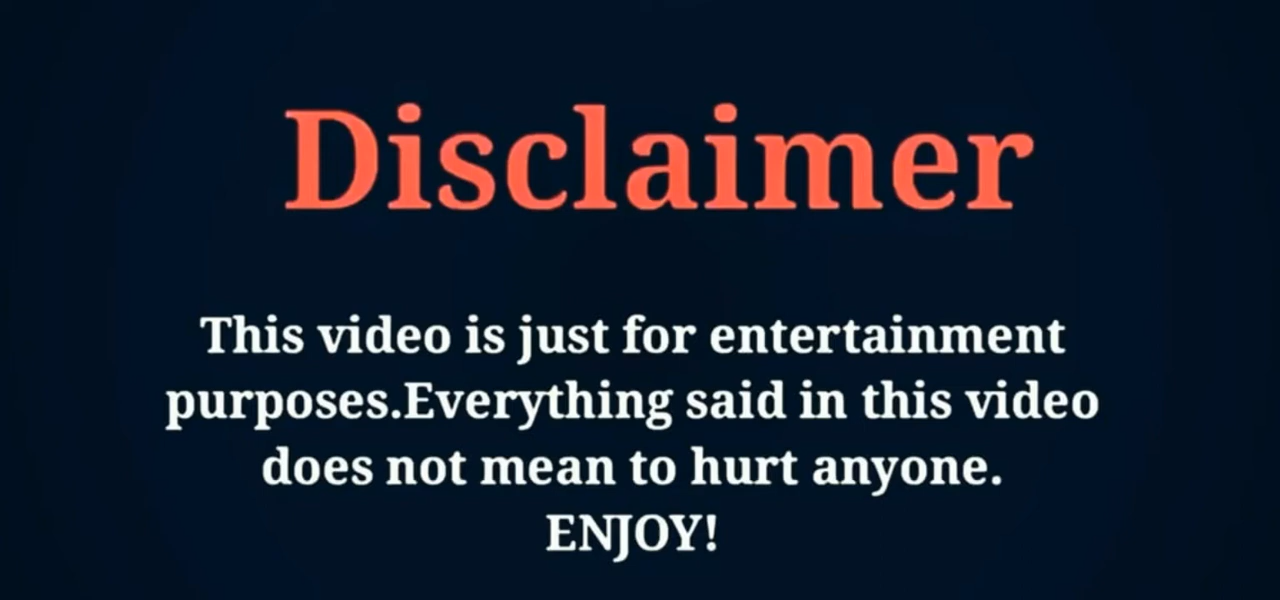 Disclaimer
This video is just for entertainment
purposes.Everything said in this video
does not mean to hurt anyone.
ENJOY!